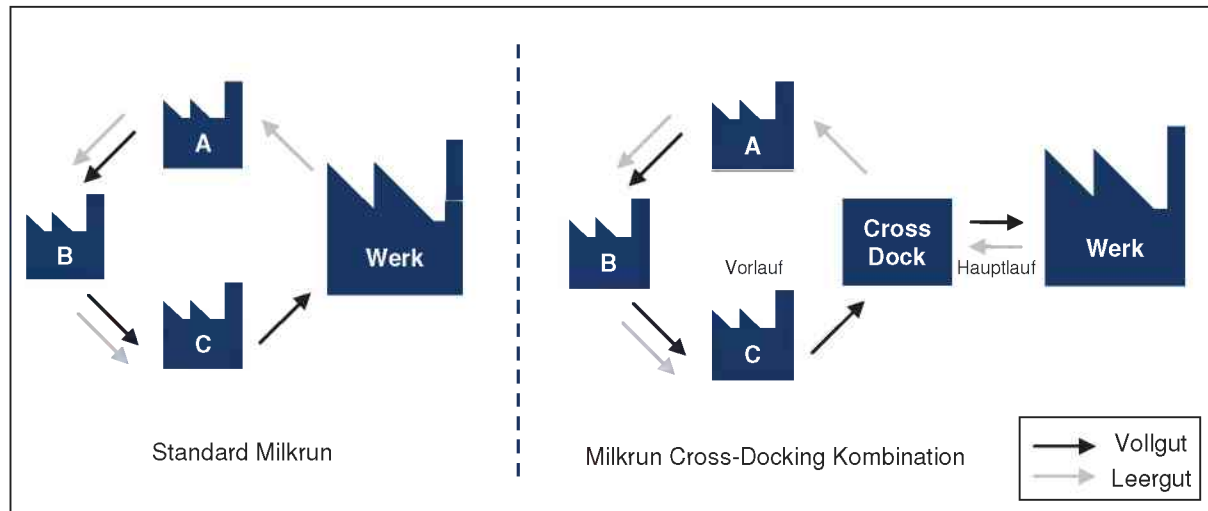 A
B
Werk
C
Standard Milkrun
A
B
Cross
Dock
Werk
Vorlauf
Hauptlauf
C
Milkrun Cross-Docking Kombination
Vollgut
Leergut